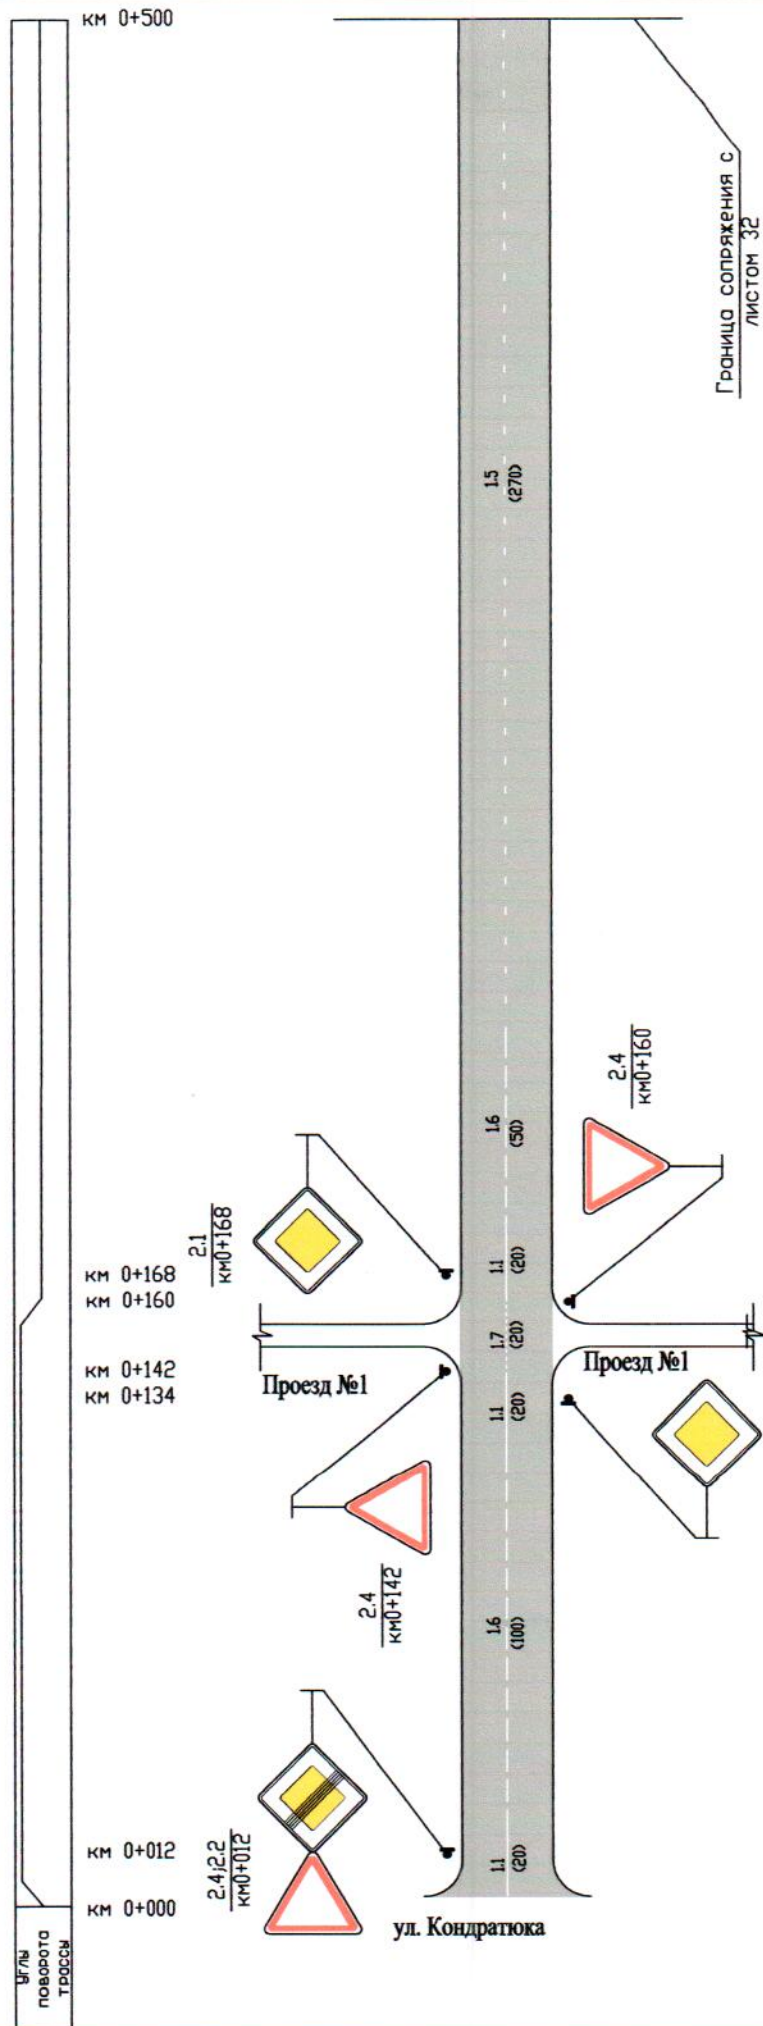 км 0+500
Граница сопряжения с
листом 32
1.5
(270)
2.4
км0+160
1.6
(50)
2.1
км0+168
км 0+168
км 0+160
1.1
(20)
1.7
(20)
км 0+142
км 0+134
Проезд №1
Проезд №1
1.1
(20)
2.4
км0+142
1.6
(100)
2.4;2.2
км0+012
км 0+012
1.1
(20)
км 0+000
ул. Кондратюка
Углы
поворота
трассы